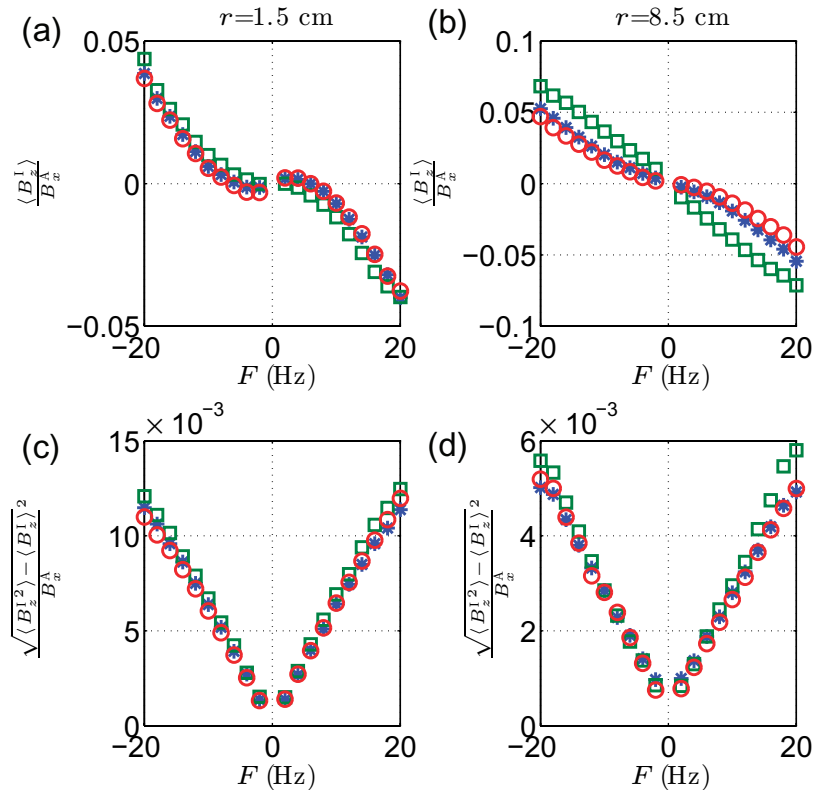 r=1.5 cm
r=8.5 cm
(a)
0.05
0
−0.05
−20
0
20
F (Hz)
⟨B_z^I⟩/B_x^A
(b)
0.1
0.05
0
−0.05
−0.1
−20
0
20
F (Hz)
⟨B_z^I⟩/B_x^A
(c)
× 10^−3
15
10
5
0
−20
0
20
F (Hz)
√(⟨B_z^I 2⟩−⟨B_z^I⟩^2)/B_x^A
(d)
× 10^−3
6
4
2
0
−20
0
20
F (Hz)
√(⟨B_z^I 2⟩−⟨B_z^I⟩^2)/B_x^A